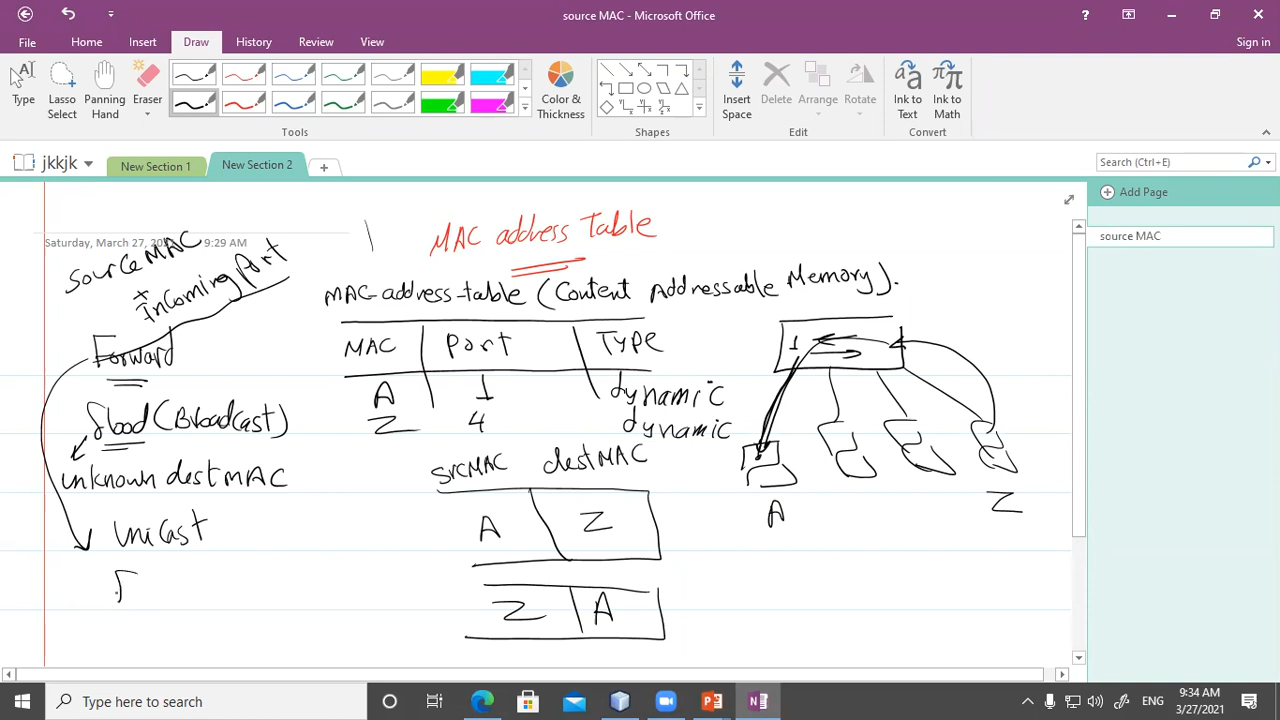 source MAC - Microsoft Office
Sign in
File Home Insert Draw History Review View
Type
Lasso Select
Panning Hand
Eraser
Color & Thickness
Insert Space
Delete
Arrange
Rotate
Ink to Text
Ink to Math
Tools
Shapes
Edit
Convert
jkkjk
New Section 1
New Section 2
Search (Ctrl+E)
Add Page
source MAC
Saturday, March 27, 9:29 AM
MAC address Table
source MAC
+
Incoming port
MAC-address-table (Content Addressable Memory).
Forward
MAC Port Type
1
A 1 dynamic
Z 4 dynamic
flood (Broadcast)
unknown dest MAC
srcMAC destMAC
A Z
A Z
unicast
Z A
Type here to search
ENG
9:34 AM
3/27/2021